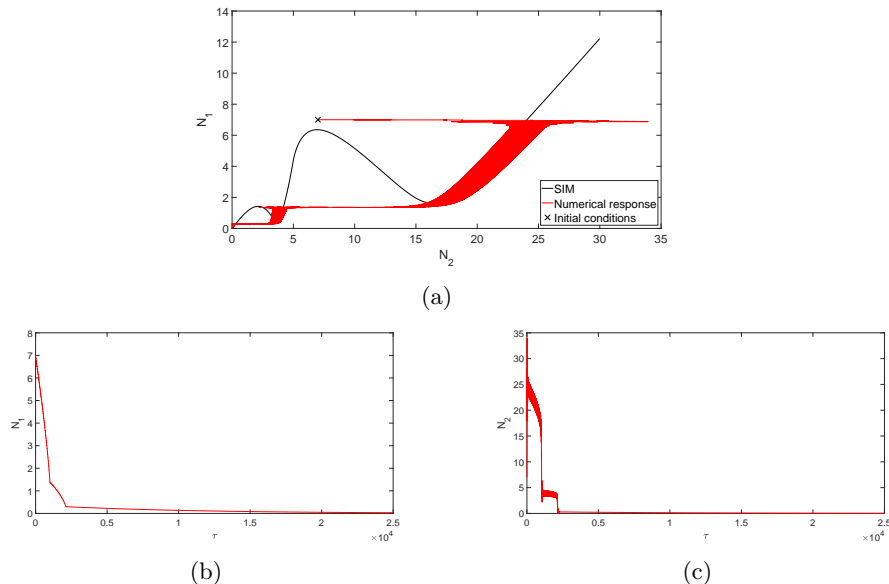 14
12
10
8
6
4
2
0
N1
0 5 10 15 20 25 30 35
N2
SIM
Numerical response
Initial conditions
(a)
8
7
6
5
4
3
2
1
0
N1
0 0.5 1 1.5 2 2.5
τ
×10^4
(b)
35
30
25
20
15
10
5
0
N2
0 0.5 1 1.5 2 2.5
τ
×10^4
(c)